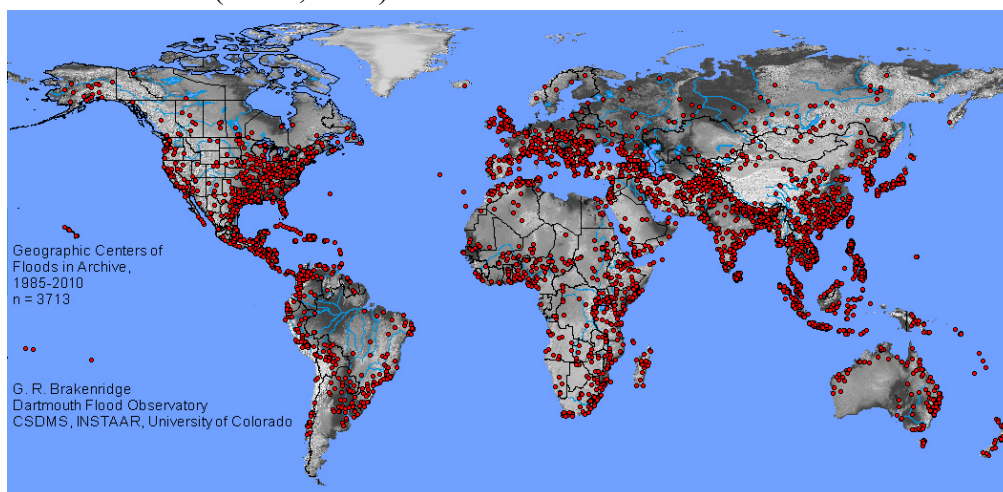 Geographic Centers of
Floods in Archive,
1985-2010
n = 3713
G. R. Brakenridge
Dartmouth Flood Observatory
CSDMS, INSTAAR, University of Colorado